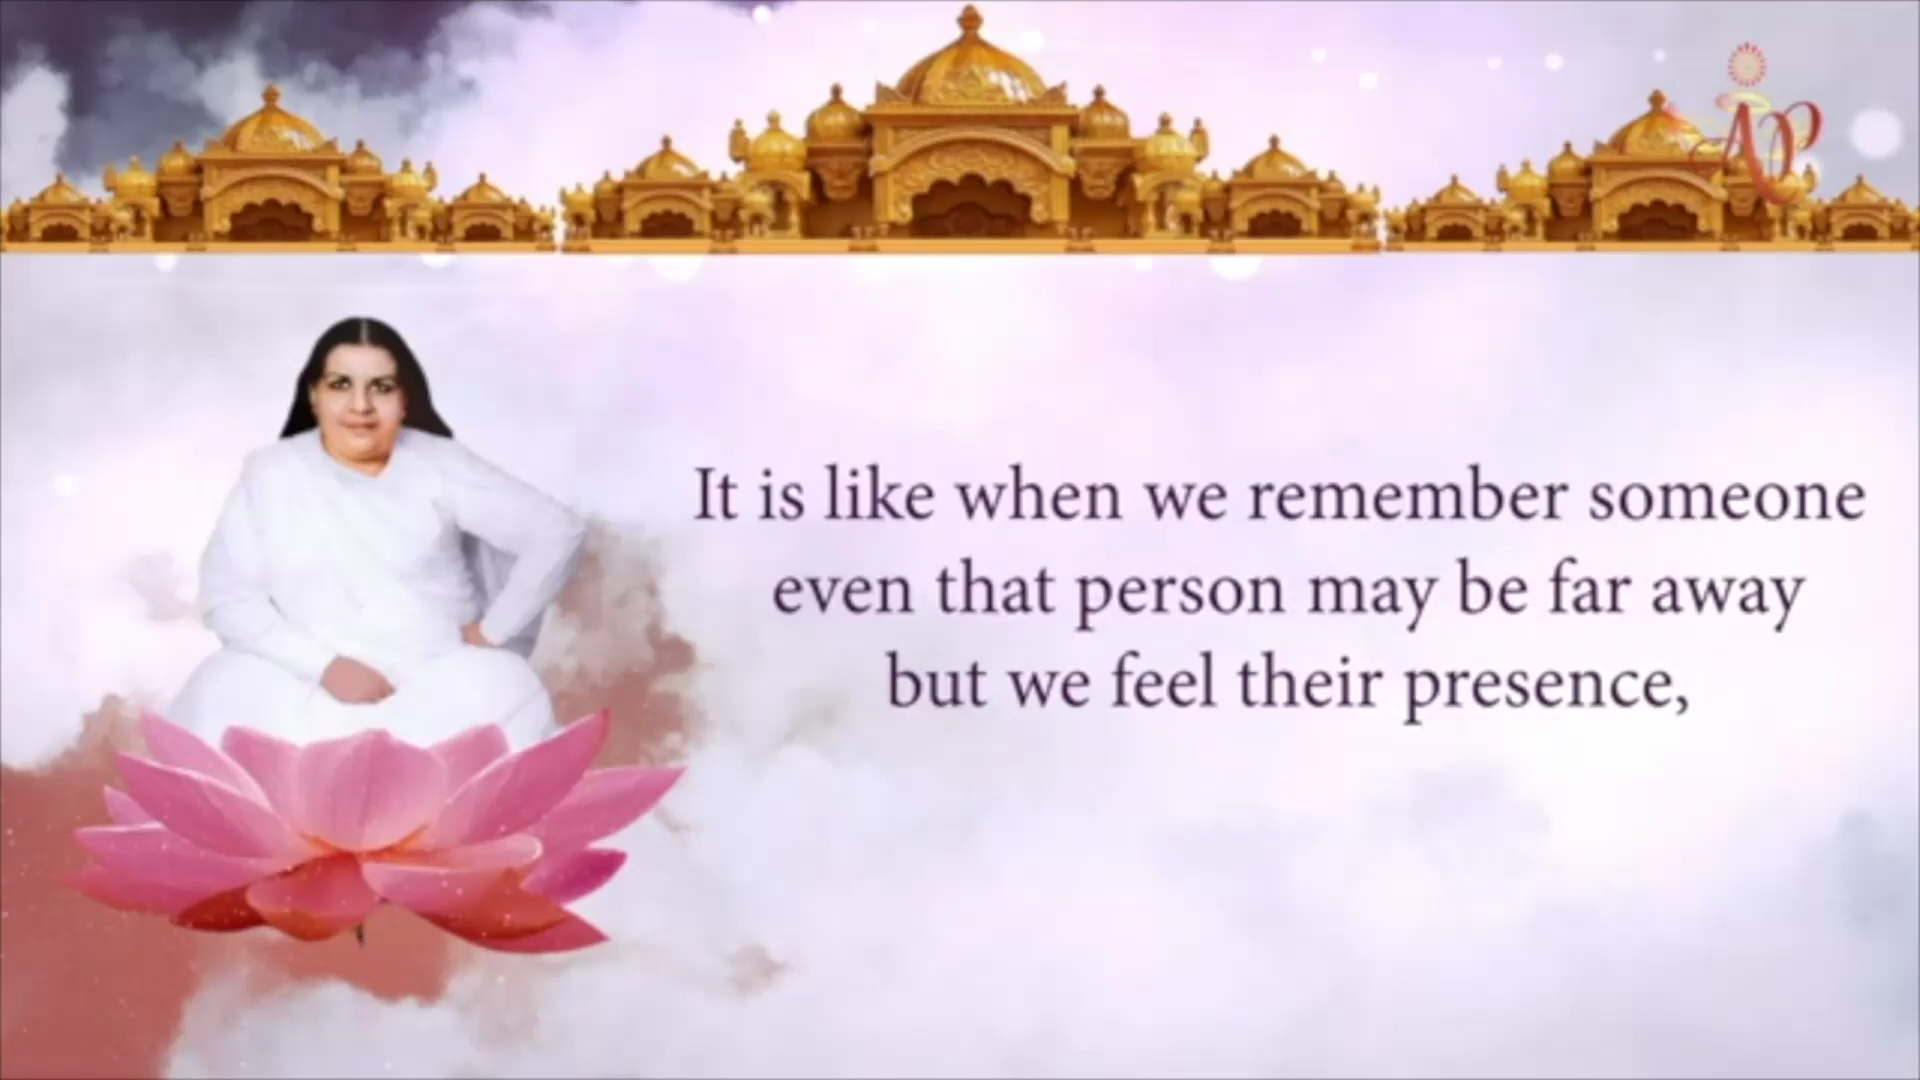 It is like when we remember someone
even that person may be far away
but we feel their presence,